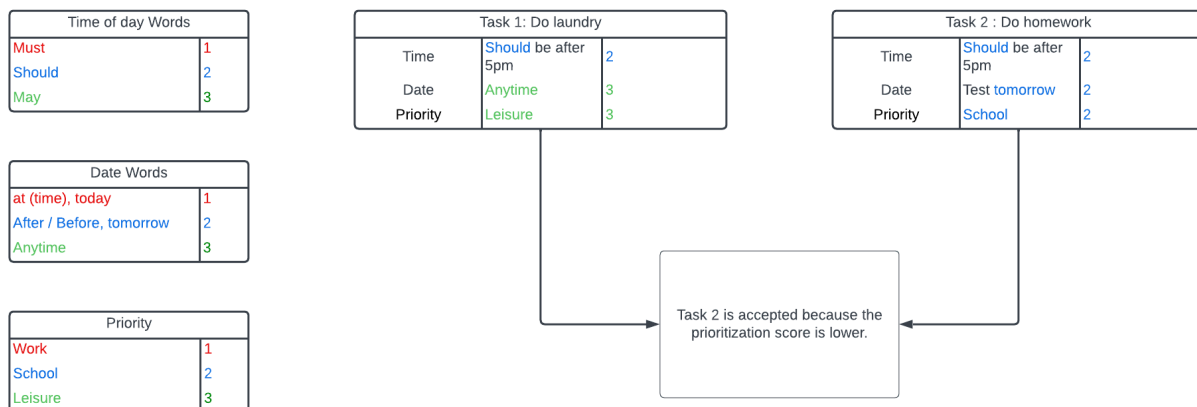 Time of day Words
Must 1
Should 2
May 3
Date Words
at (time), today 1
After / Before, tomorrow 2
Anytime 3
Priority
Work 1
School 2
Leisure 3
Task 1: Do laundry
Time Should be after 2
5pm
Date Anytime 3
Priority Leisure 3
Task 2 : Do homework
Time Should be after 2
5pm
Date Test tomorrow 2
Priority School 2
Task 2 is accepted because the
prioritization score is lower.